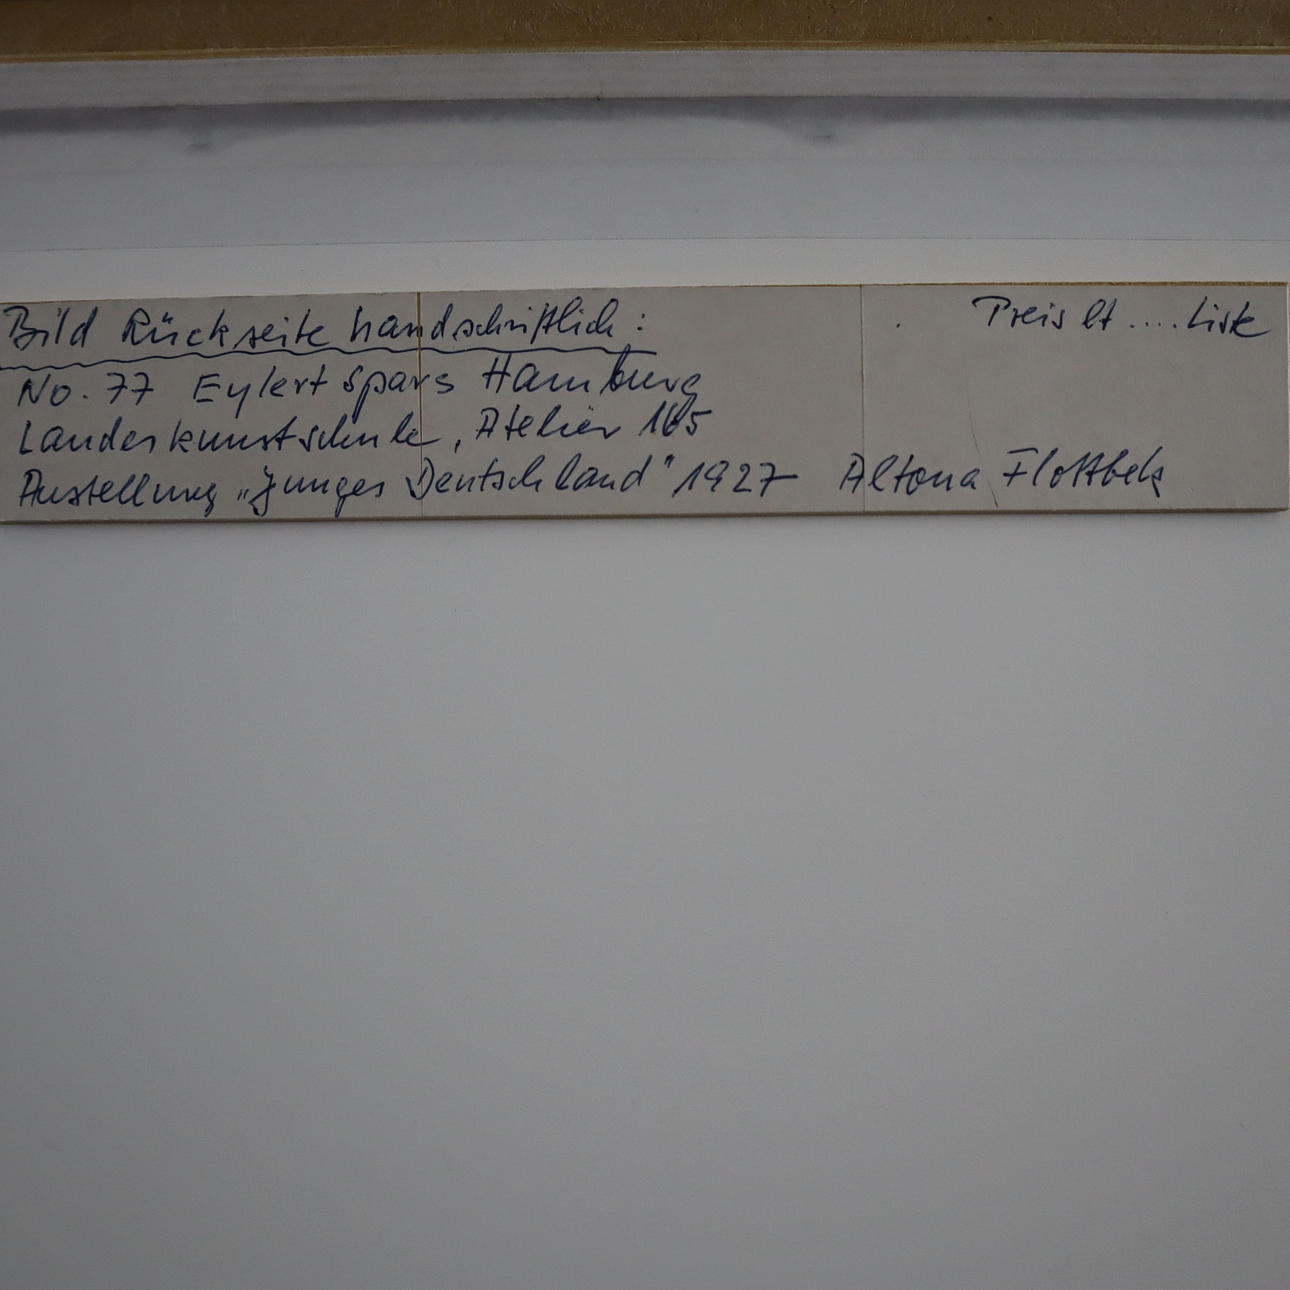 Bild Rückseite handschriftlich: Preis lt .... Liste
No. 77 Eylert Spars Hamburg
Landeskunstschule, Atelier 165
Austellung „Junges Deutschland" 1927 Altona Flottbek